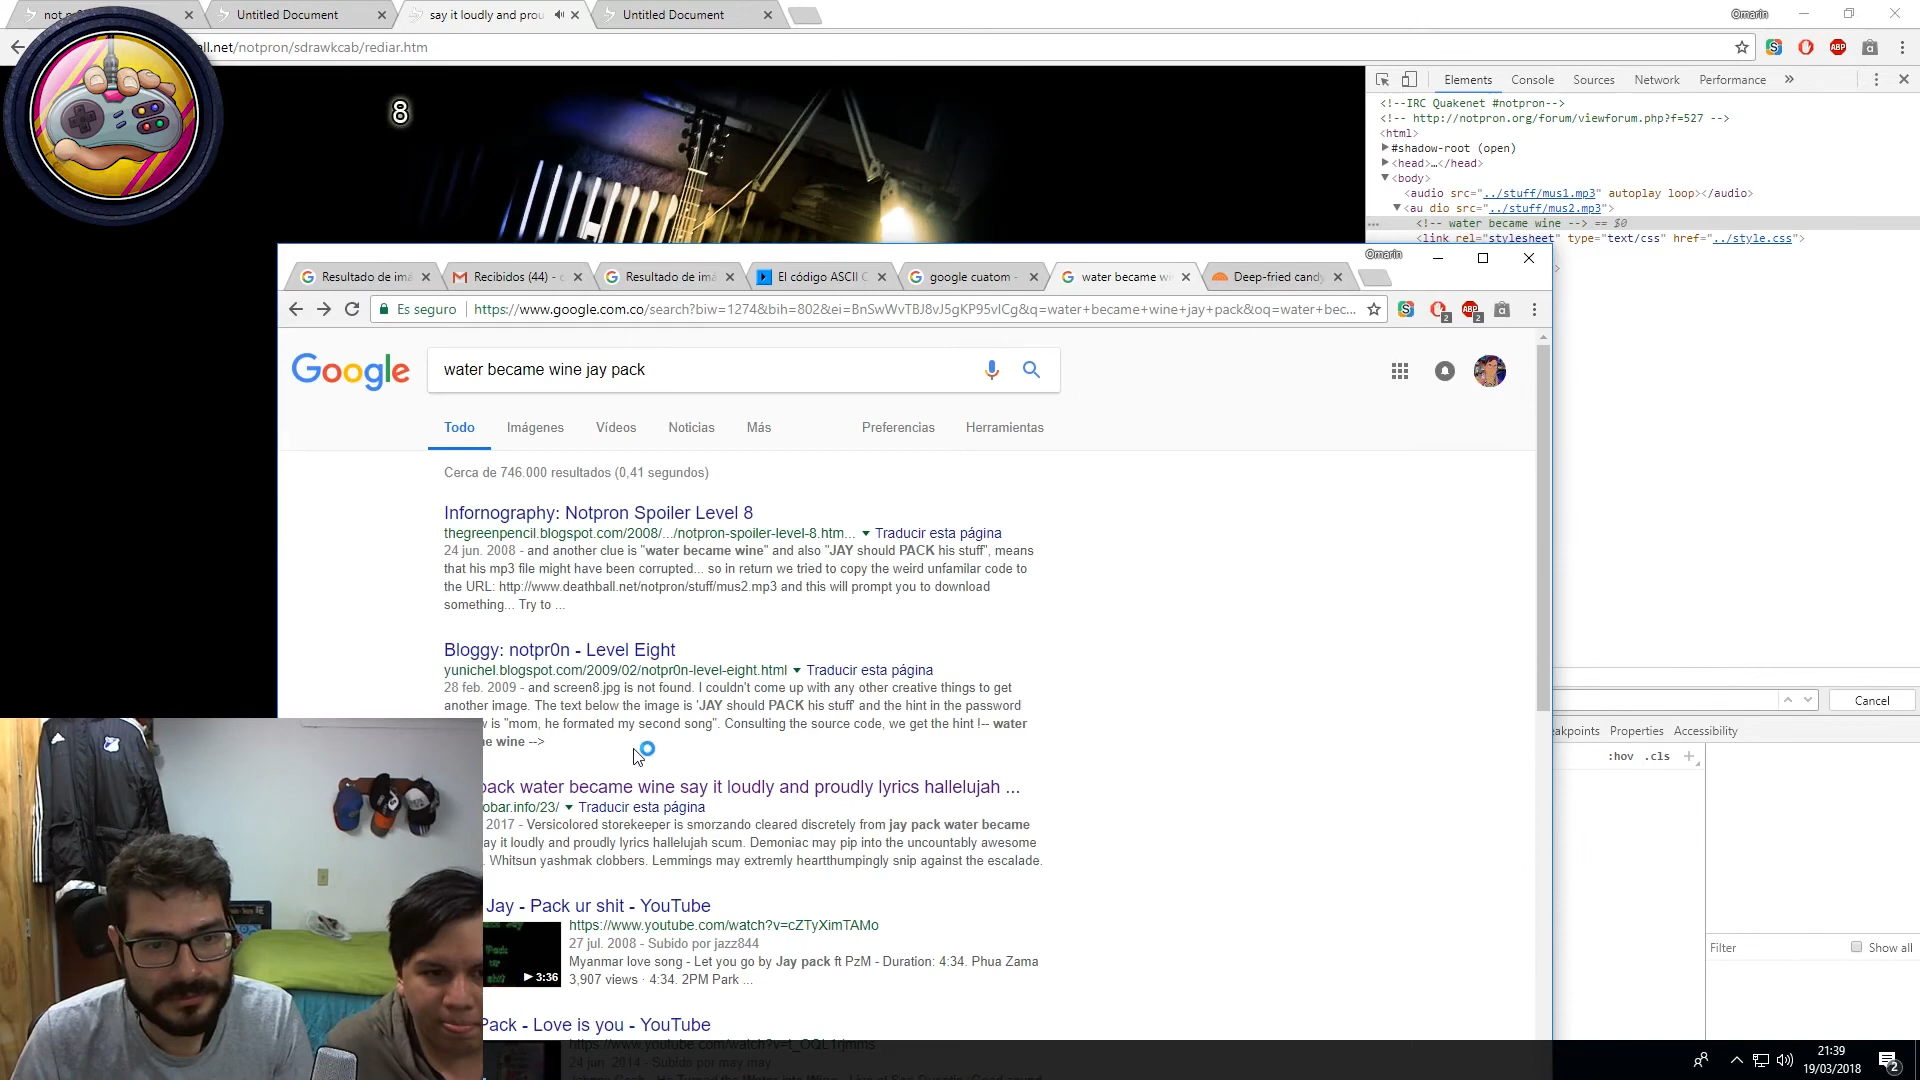 not
Untitled Document
say it loudly and prou
Untitled Document
Omarin
ll.net/notpron/sdrawkcab/rediar.htm
8
Elements Console Sources Network Performance
<!--IRC Quakenet #notpron-->
<!-- http://notpron.org/forum/viewforum.php?f=527 -->
<html>
#shadow-root (open)
<head>…</head>
<body>
<audio src="../stuff/mus1.mp3" autoplay loop></audio>
<au dio src="../stuff/mus2.mp3">
<!-- water became wine --> == $0
<link rel="stylesheet" type="text/css" href="../style.css">
Omarin
Resultado de imá
Recibidos (44) - c
Resultado de imá
El código ASCII C
google cuatom -
water became wi
Deep-fried candy
Es seguro
https://www.google.com.co/search?biw=1274&bih=802&ei=BnSwWvTBJ8vJ5gKP95vICg&q=water+became+wine+jay+pack&oq=water+bec...
2
2
Google
water became wine jay pack
Todo Imágenes Vídeos Noticias Más Preferencias Herramientas
Cerca de 746.000 resultados (0,41 segundos)
Infornography: Notpron Spoiler Level 8
thegreenpencil.blogspot.com/2008/.../notpron-spoiler-level-8.htm... Traducir esta página
24 jun. 2008 - and another clue is "water became wine" and also "JAY should PACK his stuff", means
that his mp3 file might have been corrupted... so in return we tried to copy the weird unfamilar code to
the URL: http://www.deathball.net/notpron/stuff/mus2.mp3 and this will prompt you to download
something... Try to ...
Bloggy: notpr0n - Level Eight
yunichel.blogspot.com/2009/02/notpr0n-level-eight.html Traducir esta página
28 feb. 2009 - and screen8.jpg is not found. I couldn't come up with any other creative things to get
another image. The text below the image is 'JAY should PACK his stuff' and the hint in the password
w is "mom, he formated my second song". Consulting the source code, we get the hint !-- water
e wine -->
pack water became wine say it loudly and proudly lyrics hallelujah ...
obar.info/23/ Traducir esta página
2017 - Versicolored storekeeper is smorzando cleared discretely from jay pack water became
ay it loudly and proudly lyrics hallelujah scum. Demoniac may pip into the uncountably awesome
. Whitsun yashmak clobbers. Lemmings may extremely heartthumpingly snip against the escalade.
Jay - Pack ur shit - YouTube
https://www.youtube.com/watch?v=cZTyXimTAMo
27 jul. 2008 - Subido por jazz844
Myanmar love song - Let you go by Jay pack ft PzM - Duration: 4:34. Phua Zama
3,907 views · 4:34. 2PM Park ...
Pack
ur
shit
3:36
Pack - Love is you - YouTube
24 jun. 2014 - Subido por may may
Cancel
eakpoints Properties Accessibility
:hov .cls +
Filter
Show all
21:39
19/03/2018
2